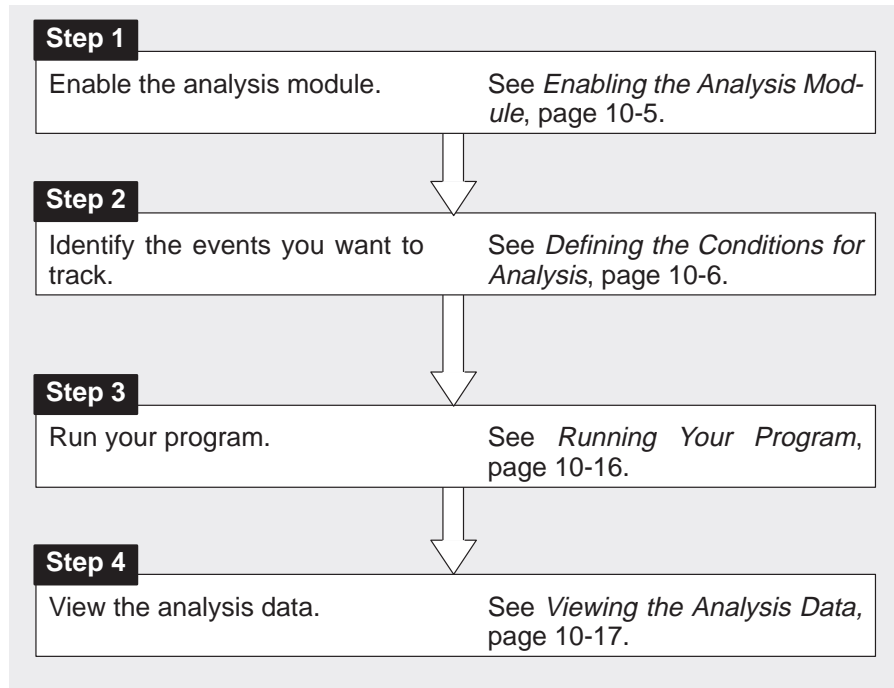 Step 1
Enable the analysis module.
See Enabling the Analysis Mod-
ule, page 10-5.
Step 2
Identify the events you want to
track.
See Defining the Conditions for
Analysis, page 10-6.
Step 3
Run your program.
See Running Your Program,
page 10-16.
Step 4
View the analysis data.
See Viewing the Analysis Data,
page 10-17.